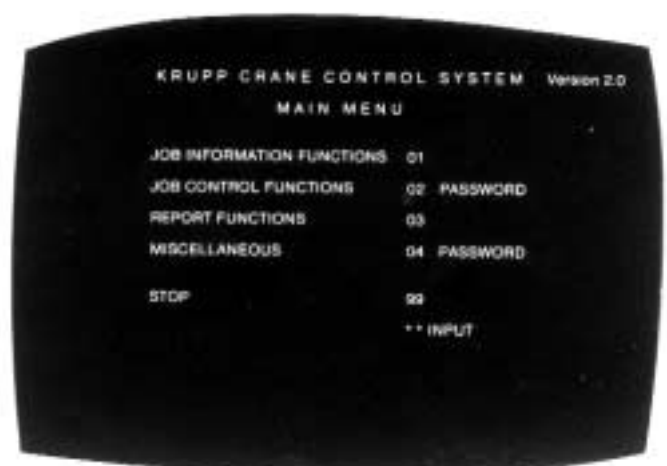 KRUPP CRANE CONTROL SYSTEM Version 2.0
MAIN MENU
JOB INFORMATION FUNCTIONS 01
JOB CONTROL FUNCTIONS 02 PASSWORD
REPORT FUNCTIONS 03
MISCELLANEOUS 04 PASSWORD
STOP 99
** INPUT